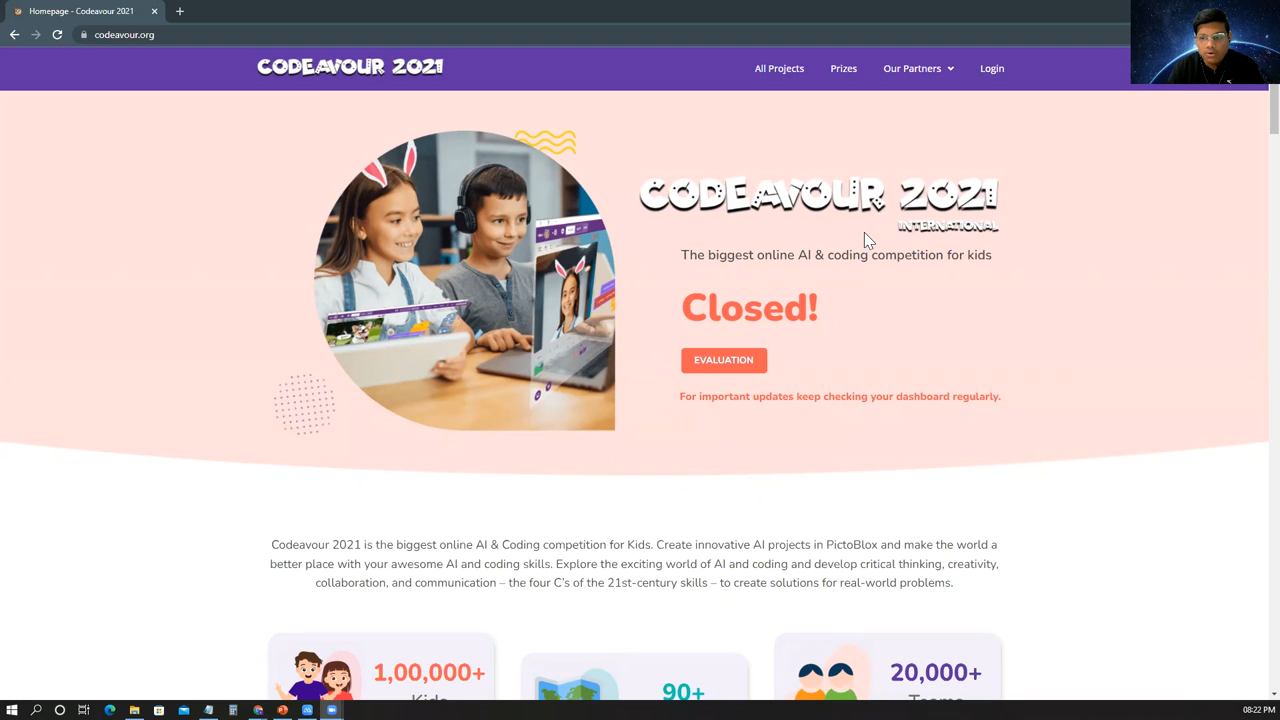 Homepage - Codeavour 2021
codeavour.org
CODEAVOUR 2021
All Projects
Prizes
Our Partners
Login
CODEAVOUR 2021
INTERNATIONAL
The biggest online AI & coding competition for kids
Closed!
EVALUATION
For important updates keep checking your dashboard regularly.
Codeavour 2021 is the biggest online AI & Coding competition for Kids. Create innovative AI projects in PictoBlox and make the world a
better place with your awesome AI and coding skills. Explore the exciting world of AI and coding and develop critical thinking, creativity,
collaboration, and communication – the four C's of the 21st-century skills – to create solutions for real-world problems.
1,00,000+
Kids
90+
20,000+
Teams
08:22 PM